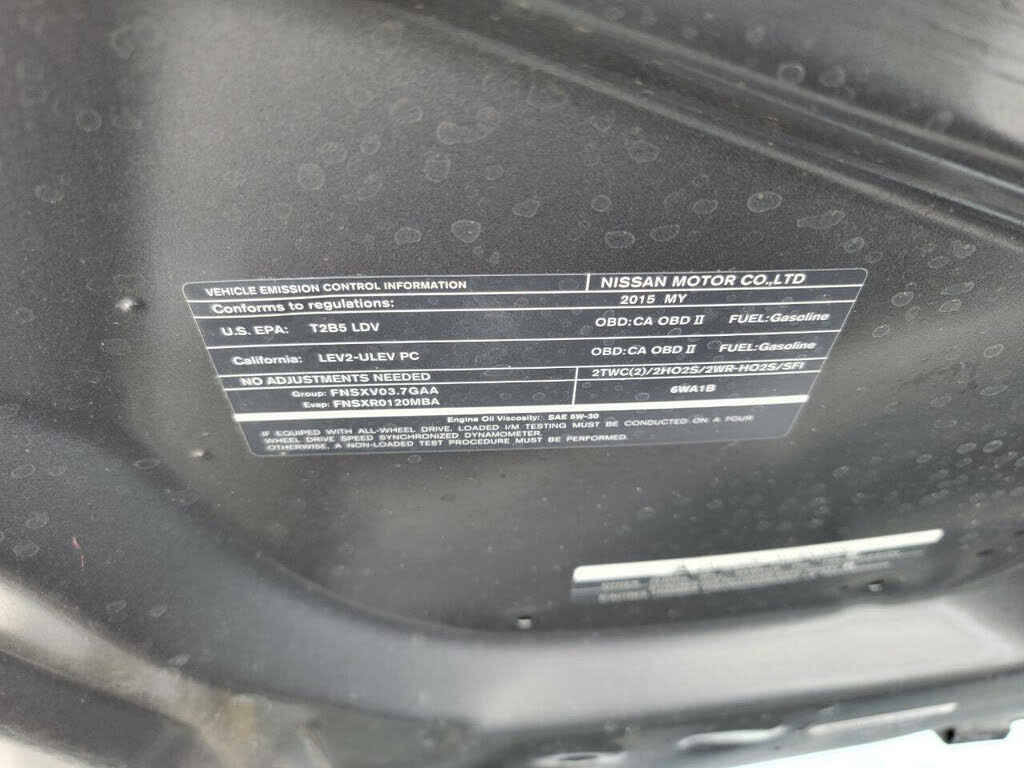 VEHICLE EMISSION CONTROL INFORMATION NISSAN MOTOR CO.,LTD
Conforms to regulations: 2015 MY
U.S. EPA: T2B5 LDV OBD:CA OBD II FUEL:Gasoline
California: LEV2-ULEV PC OBD:CA OBD II FUEL:Gasoline
NO ADJUSTMENTS NEEDED 2TWC(2)/2HO2S/2WR-HO2S/SFI
Group: FNSXV03.7GAA 6WA1B
Evap: FNSXR0120MBA
Engine Oil Viscosity: SAE 5W-30
IF EQUIPPED WITH ALL-WHEEL DRIVE, LOADED I/M TESTING MUST BE CONDUCTED ON A FOUR
WHEEL DRIVE SPEED SYNCHRONIZED DYNAMOMETER.
OTHERWISE, A NON-LOADED TEST PROCEDURE MUST BE PERFORMED.